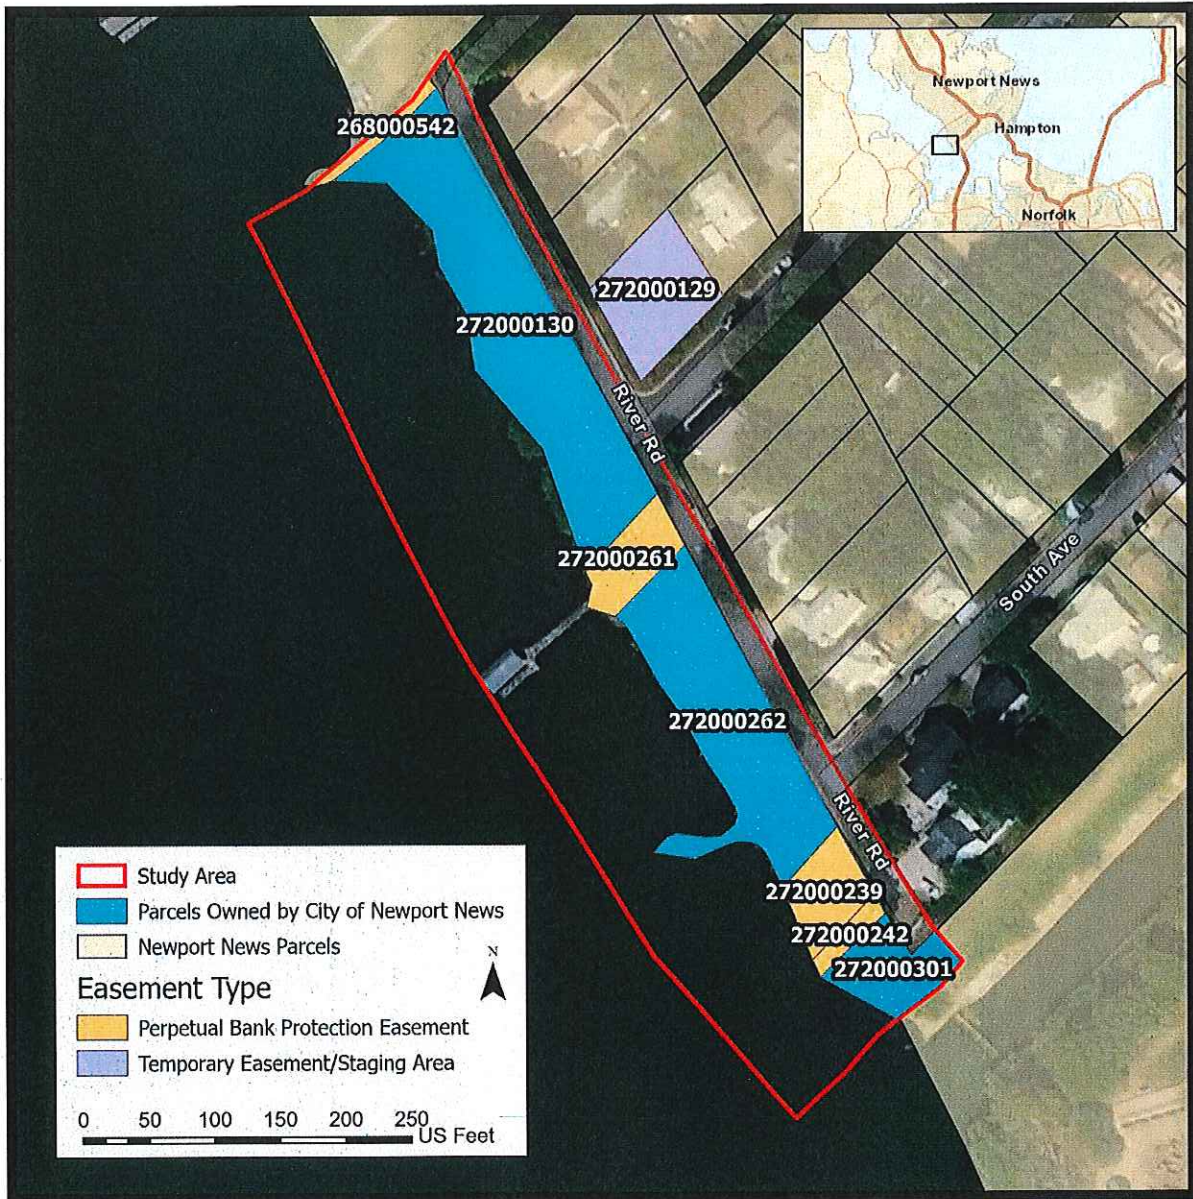 Newport News
Hampton
Norfolk
268000542
272000129
272000130
River Rd
272000261
South Ave
272000262
River Rd
272000239
272000242
272000301
Study Area
Parcels Owned by City of Newport News
Newport News Parcels
N
Easement Type
Perpetual Bank Protection Easement
Temporary Easement/Staging Area
0 50 100 150 200 250
US Feet